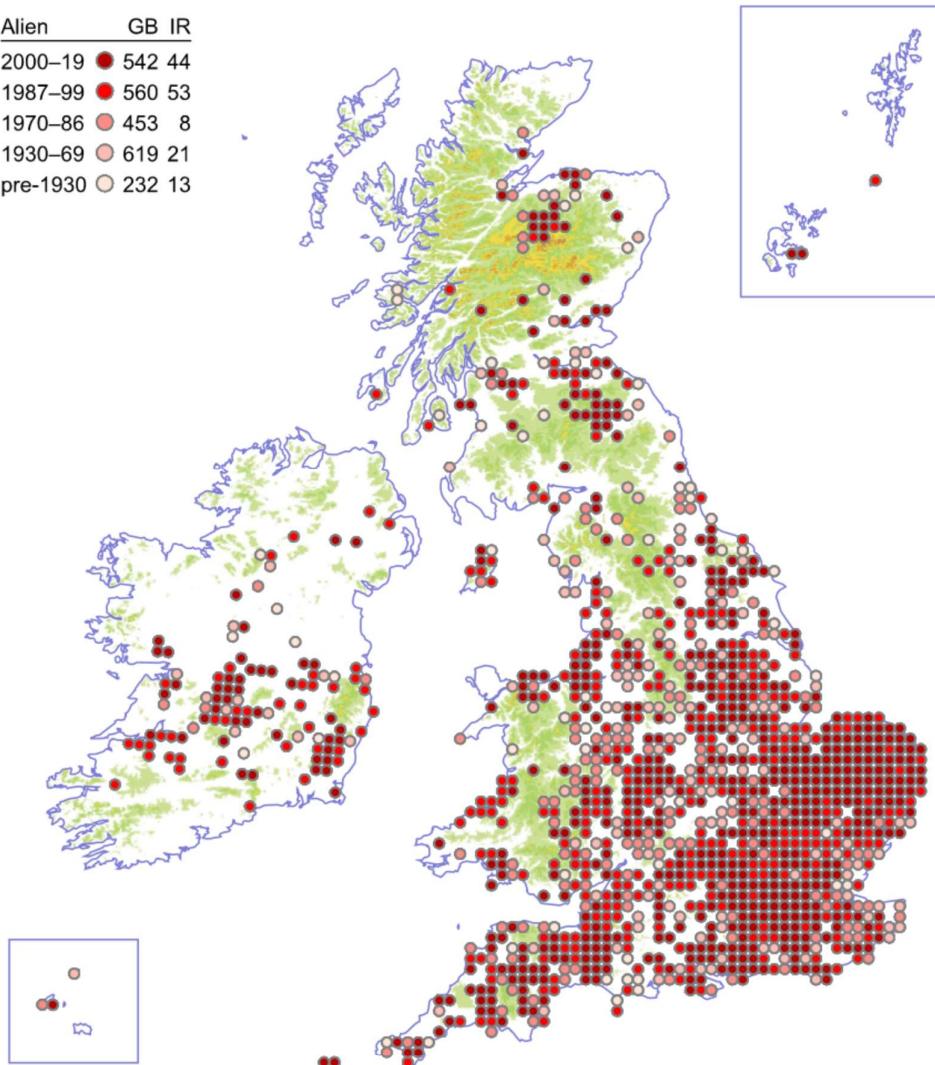 Alien GB IR
2000–19 542 44
1987–99 560 53
1970–86 453 8
1930–69 619 21
pre-1930 232 13